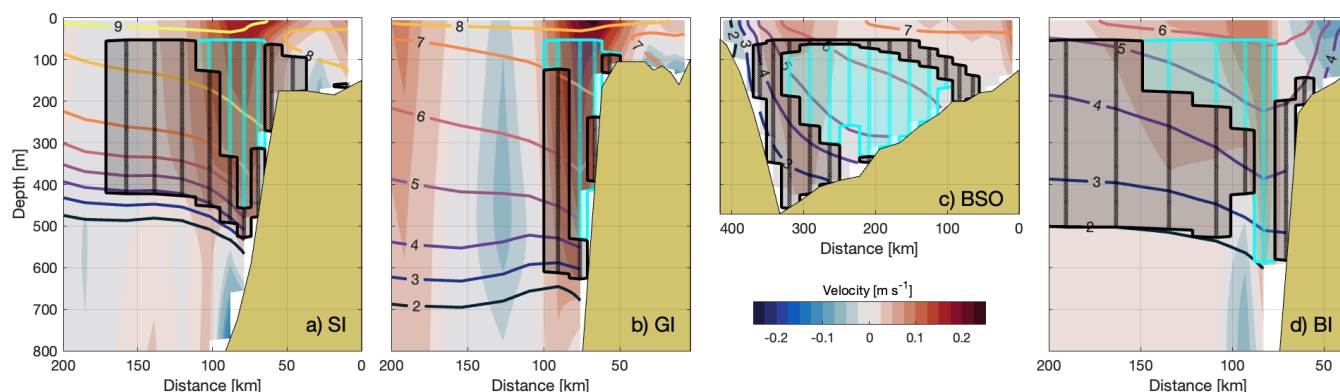 0
100
200
300
400
500
600
700
800
Depth [m]
9
8
a) SI
200 150 100 50 0
Distance [km]
8
7
7
6
5
4
3
2
b) GI
200 150 100 50
Distance [km]
2
3
4
5
6
7
3
c) BSO
400 300 200 100 0
Distance [km]
Velocity [m s⁻¹]
-0.2 -0.1 0 0.1 0.2
6
5
4
4
3
2
d) BI
200 150 100 50
Distance [km]